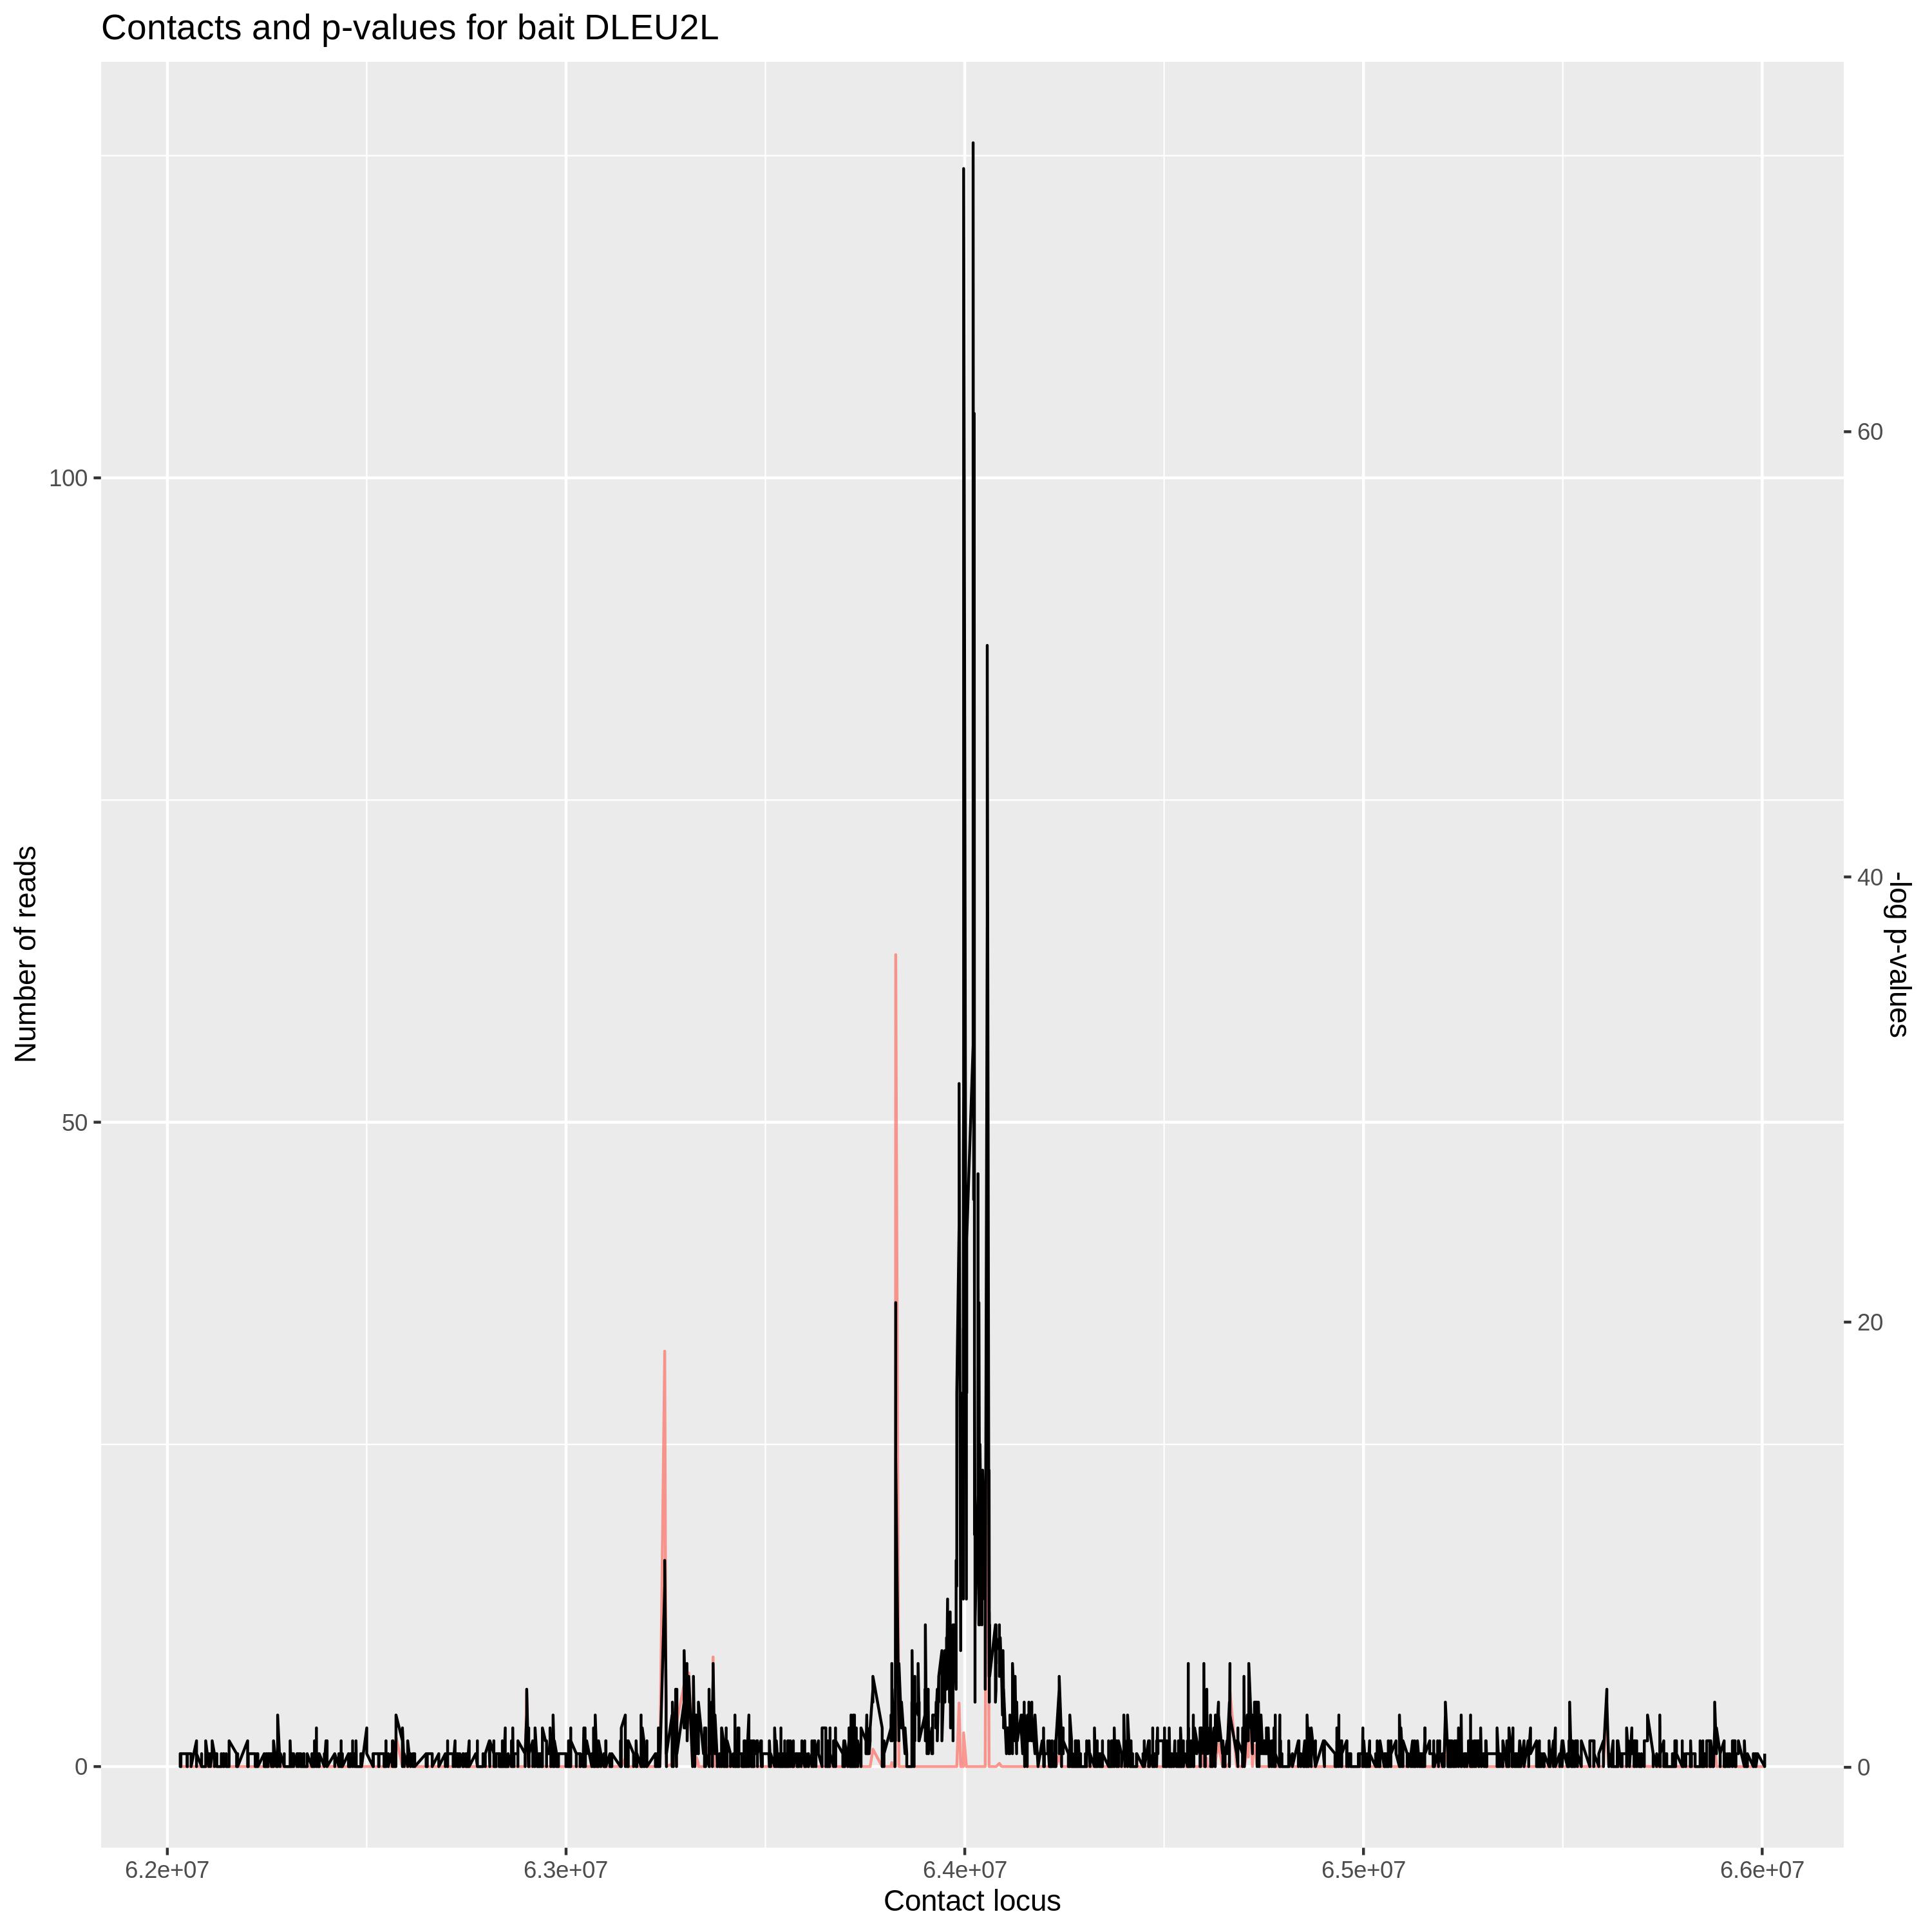 Contacts and p-values for bait DLEU2L
100
50
0
Number of reads
60
40
20
0
-log p-values
6.2e+07 6.3e+07 6.4e+07 6.5e+07 6.6e+07
Contact locus